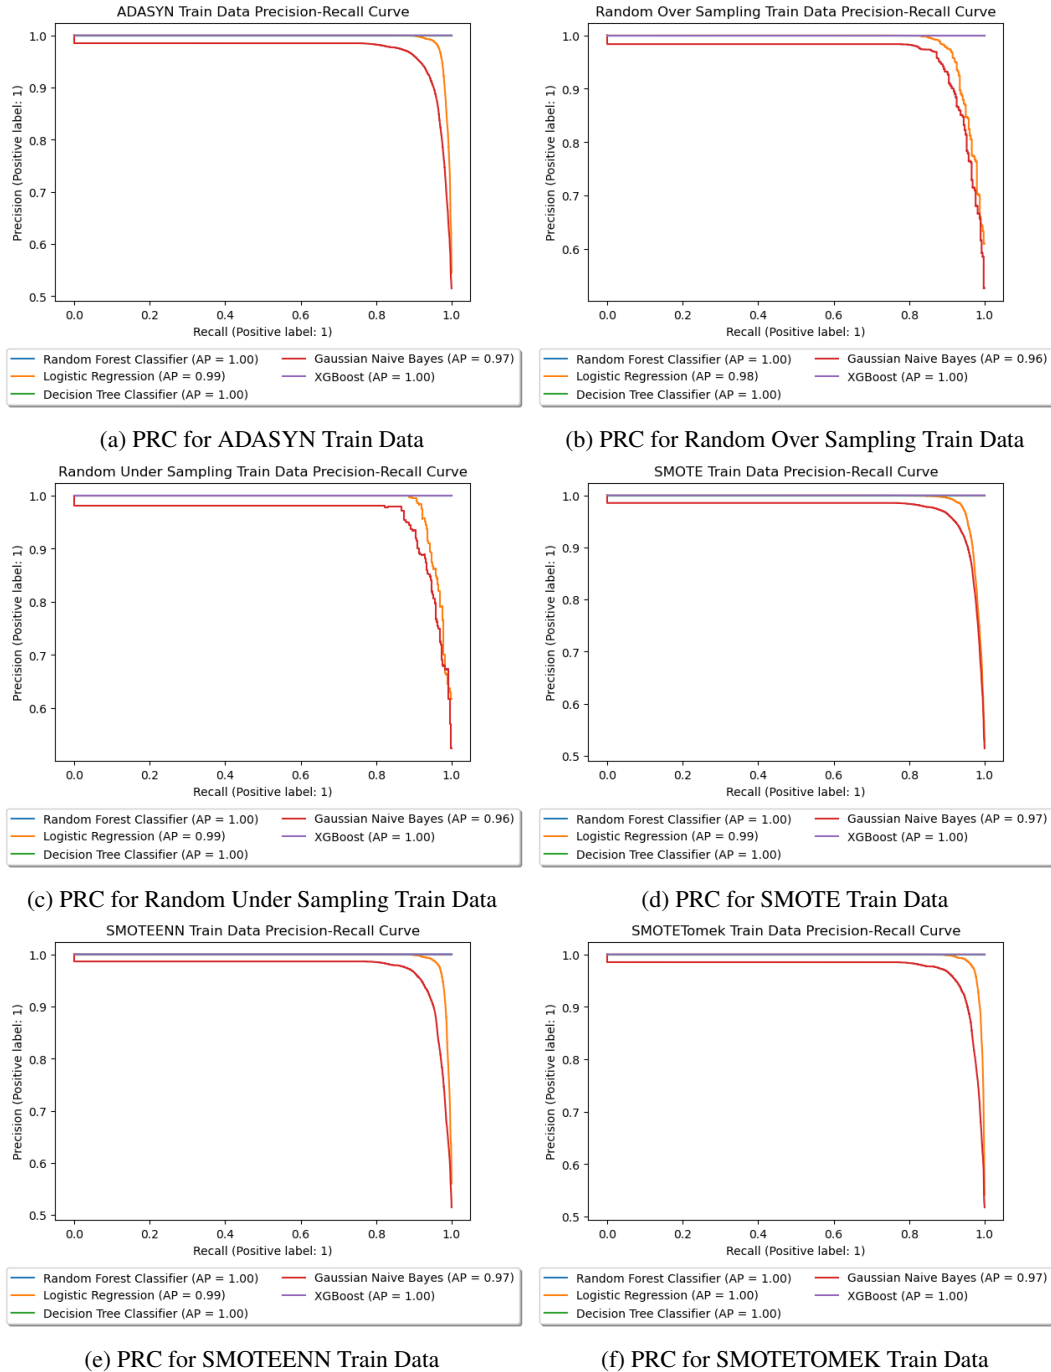 ADASYN Train Data Precision-Recall Curve
1.0
0.9
0.8
0.7
0.6
0.5
Precision (Positive label: 1)
0.0 0.2 0.4 0.6 0.8 1.0
Recall (Positive label: 1)
Random Forest Classifier (AP = 1.00)
Logistic Regression (AP = 0.99)
Decision Tree Classifier (AP = 1.00)
Gaussian Naive Bayes (AP = 0.97)
XGBoost (AP = 1.00)
(a) PRC for ADASYN Train Data
Random Over Sampling Train Data Precision-Recall Curve
1.0
0.9
0.8
0.7
0.6
Precision (Positive label: 1)
0.0 0.2 0.4 0.6 0.8 1.0
Recall (Positive label: 1)
Random Forest Classifier (AP = 1.00)
Logistic Regression (AP = 0.98)
Decision Tree Classifier (AP = 1.00)
Gaussian Naive Bayes (AP = 0.96)
XGBoost (AP = 1.00)
(b) PRC for Random Over Sampling Train Data
Random Under Sampling Train Data Precision-Recall Curve
1.0
0.9
0.8
0.7
0.6
Precision (Positive label: 1)
0.0 0.2 0.4 0.6 0.8 1.0
Recall (Positive label: 1)
Random Forest Classifier (AP = 1.00)
Logistic Regression (AP = 0.99)
Decision Tree Classifier (AP = 1.00)
Gaussian Naive Bayes (AP = 0.96)
XGBoost (AP = 1.00)
(c) PRC for Random Under Sampling Train Data
SMOTE Train Data Precision-Recall Curve
1.0
0.9
0.8
0.7
0.6
0.5
Precision (Positive label: 1)
0.0 0.2 0.4 0.6 0.8 1.0
Recall (Positive label: 1)
Random Forest Classifier (AP = 1.00)
Logistic Regression (AP = 0.99)
Decision Tree Classifier (AP = 1.00)
Gaussian Naive Bayes (AP = 0.97)
XGBoost (AP = 1.00)
(d) PRC for SMOTE Train Data
SMOTEENN Train Data Precision-Recall Curve
1.0
0.9
0.8
0.7
0.6
0.5
Precision (Positive label: 1)
0.0 0.2 0.4 0.6 0.8 1.0
Recall (Positive label: 1)
Random Forest Classifier (AP = 1.00)
Logistic Regression (AP = 0.99)
Decision Tree Classifier (AP = 1.00)
Gaussian Naive Bayes (AP = 0.97)
XGBoost (AP = 1.00)
(e) PRC for SMOTEENN Train Data
SMOTETomek Train Data Precision-Recall Curve
1.0
0.9
0.8
0.7
0.6
0.5
Precision (Positive label: 1)
0.0 0.2 0.4 0.6 0.8 1.0
Recall (Positive label: 1)
Random Forest Classifier (AP = 1.00)
Logistic Regression (AP = 1.00)
Decision Tree Classifier (AP = 1.00)
Gaussian Naive Bayes (AP = 0.97)
XGBoost (AP = 1.00)
(f) PRC for SMOTETOMEK Train Data